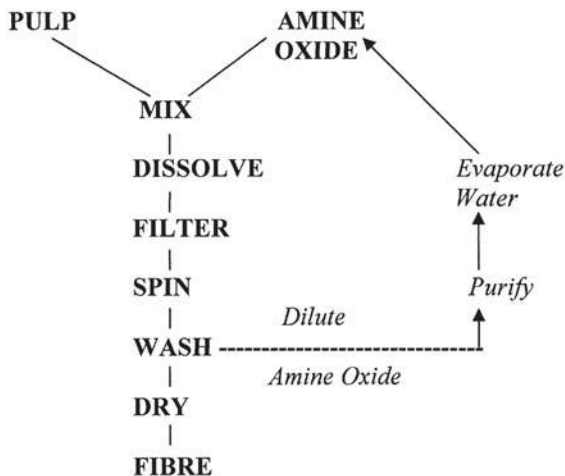 PULP
AMINE
OXIDE
MIX
DISSOLVE
Evaporate
Water
FILTER
SPIN
Purify
Dilute
WASH
Amine Oxide
DRY
FIBRE